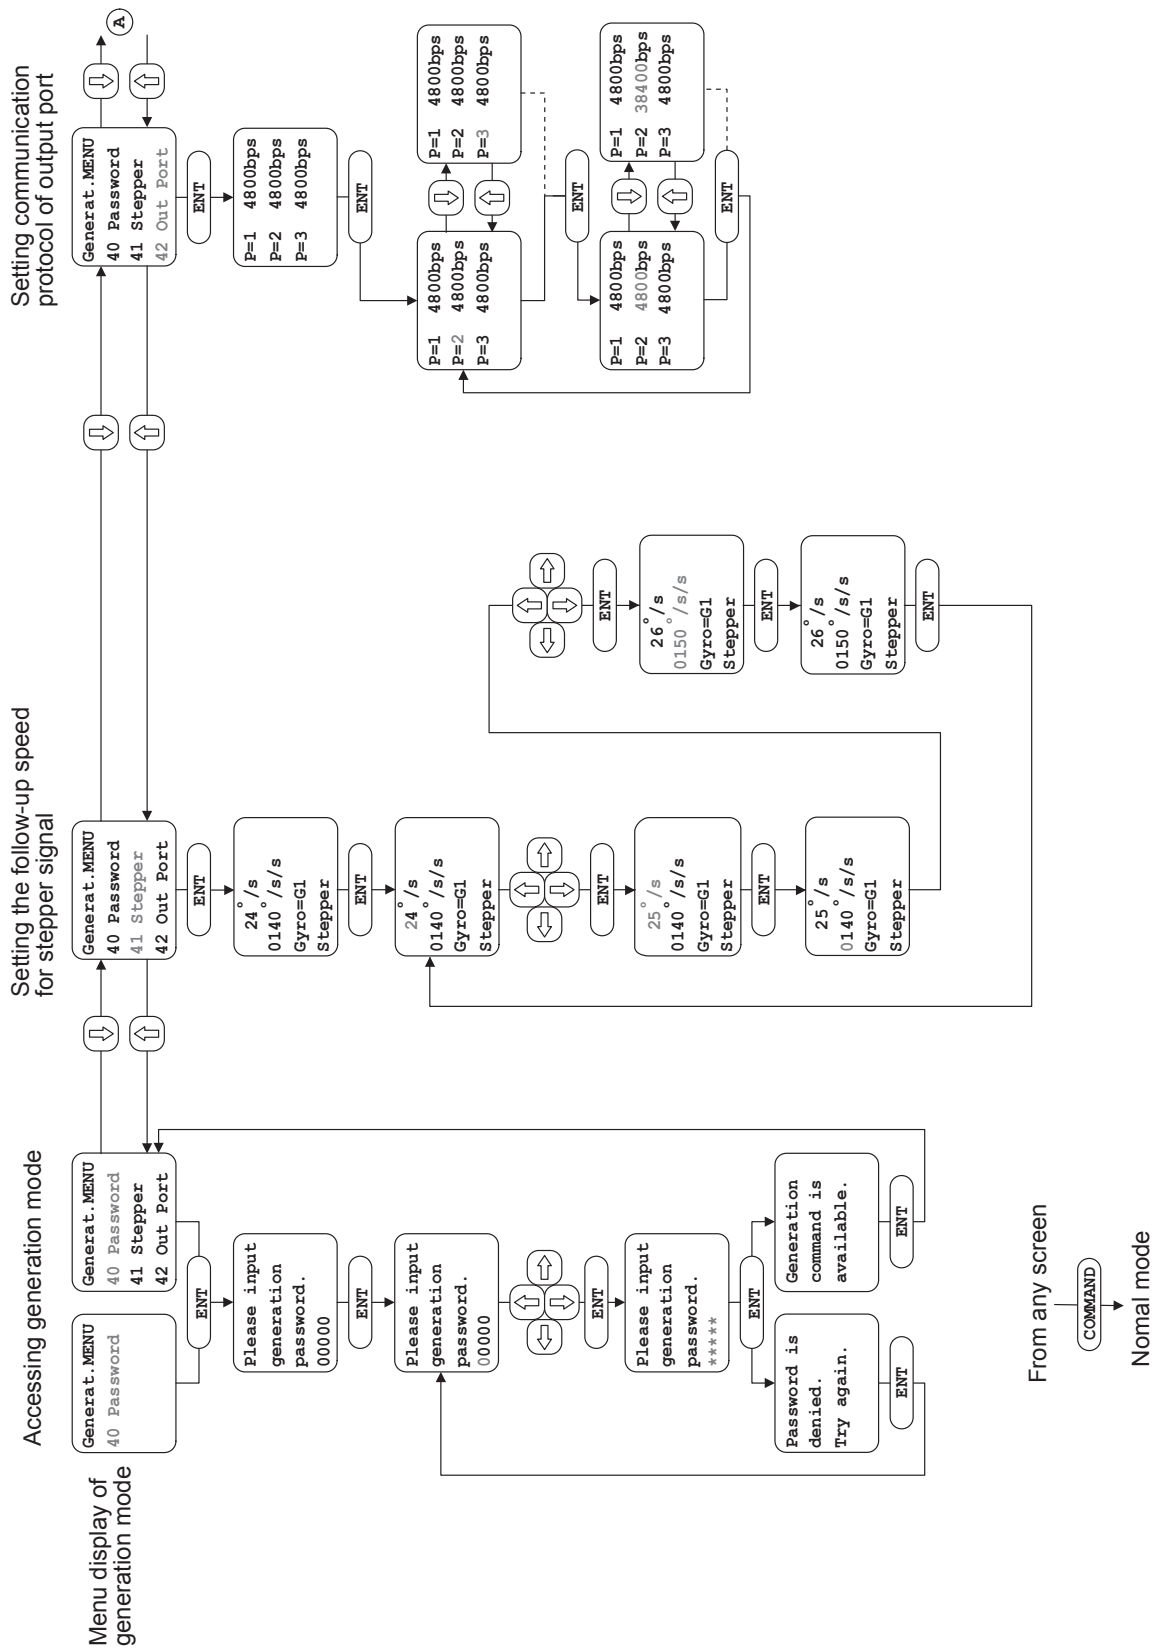 Menu display of
generation mode
Accessing generation mode
Generat.MENU
40 Password
Generat.MENU
40 Password
41 Stepper
42 Out Port
ENT
Please input
generation
password.
00000
ENT
Please input
generation
password.
00000
ENT
Please input
generation
password.
*****
ENT
Password is
denied.
Try again.
ENT
Generation
command is
available.
ENT
Setting the follow-up speed
for stepper signal
Generat.MENU
40 Password
41 Stepper
42 Out Port
ENT
24°/s
0140°/s/s
Gyro=G1
Stepper
ENT
24°/s
0140°/s/s
Gyro=G1
Stepper
ENT
25°/s
0140°/s/s
Gyro=G1
Stepper
ENT
25°/s
0140°/s/s
Gyro=G1
Stepper
ENT
26°/s
0150°/s/s
Gyro=G1
Stepper
ENT
26°/s
0150°/s/s
Gyro=G1
Stepper
ENT
Setting communication
protocol of output port
Generat.MENU
40 Password
41 Stepper
42 Out Port
A
ENT
P=1 4800bps
P=2 4800bps
P=3 4800bps
ENT
P=1 4800bps
P=2 4800bps
P=3 4800bps
P=1 4800bps
P=2 4800bps
P=3 4800bps
ENT
P=1 4800bps
P=2 4800bps
P=3 4800bps
P=1 4800bps
P=2 38400bps
P=3 4800bps
ENT
From any screen
COMMAND
Nomal mode